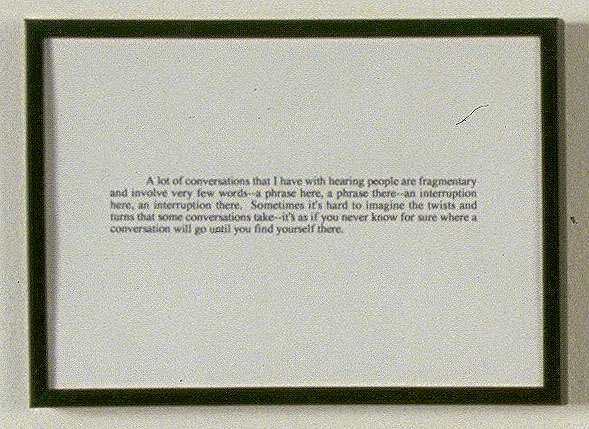 A lot of conversations that I have with hearing people are fragmentary
and involve very few words--a phrase here, a phrase there--an interruption
here, an interruption there.  Sometimes it's hard to imagine the twists and
turns that some conversations take--it's as if you never know for sure where a
conversation will go until you find yourself there.